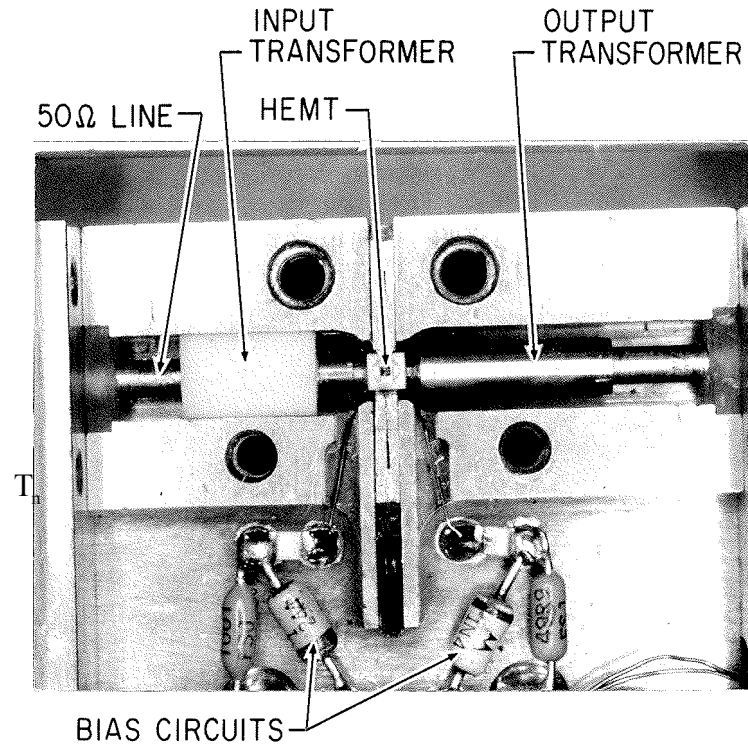 INPUT
TRANSFORMER
OUTPUT
TRANSFORMER
50Ω LINE
HEMT
Tn
BIAS CIRCUITS